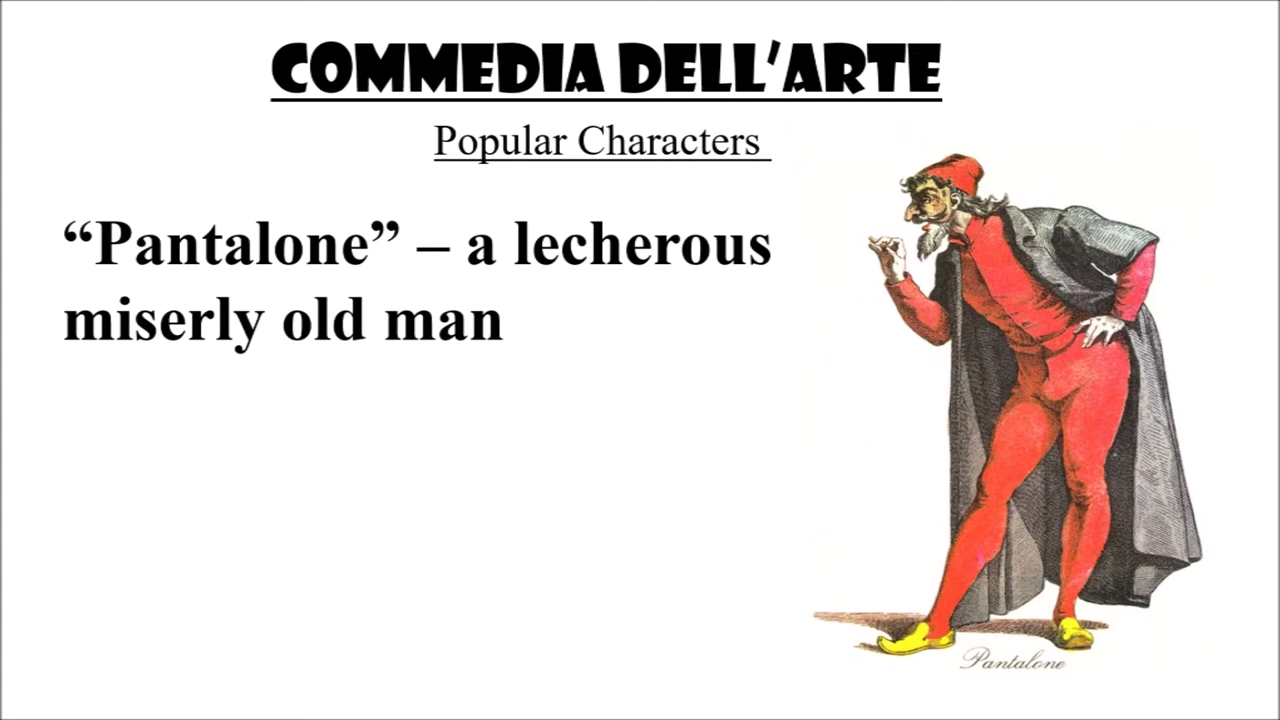 COMMEDIA DELL'ARTE
Popular Characters
“Pantalone” – a lecherous
miserly old man
Pantalone